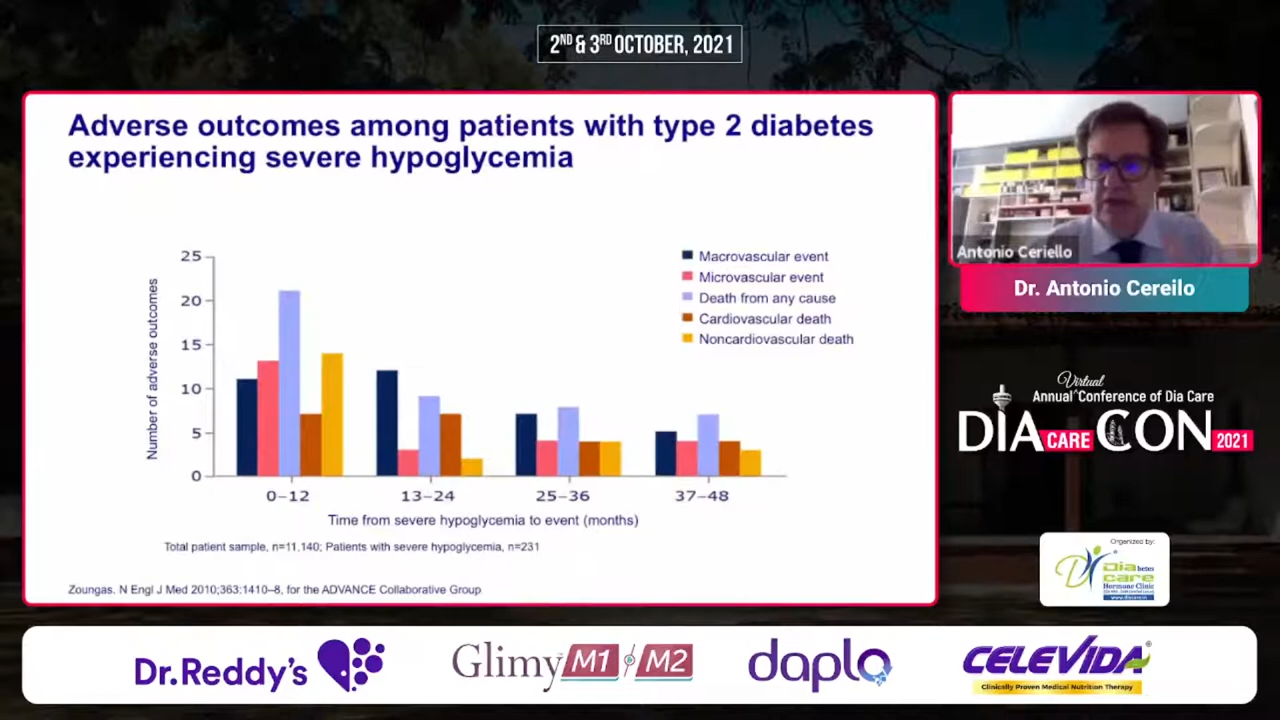 2ND & 3RD OCTOBER, 2021
Adverse outcomes among patients with type 2 diabetes
experiencing severe hypoglycemia
Number of adverse outcomes
25
20
15
10
5
0
0–12
13–24
25–36
37–48
Time from severe hypoglycemia to event (months)
Macrovascular event
Microvascular event
Death from any cause
Cardiovascular death
Noncardiovascular death
Total patient sample, n=11,140; Patients with severe hypoglycemia, n=231
Zoungas. N Engl J Med 2010;363:1410–8, for the ADVANCE Collaborative Group
Antonio Ceriello
Dr. Antonio Cereilo
Virtual
Annual ^ Conference of Dia Care
DIA CARE CON 2021
Organized by:
Diabetes
care
Hormone Clinic
Dr.Reddy's
Glimy M1 M2
daplo
CELEVIDA®
Clinically Proven Medical Nutrition Therapy